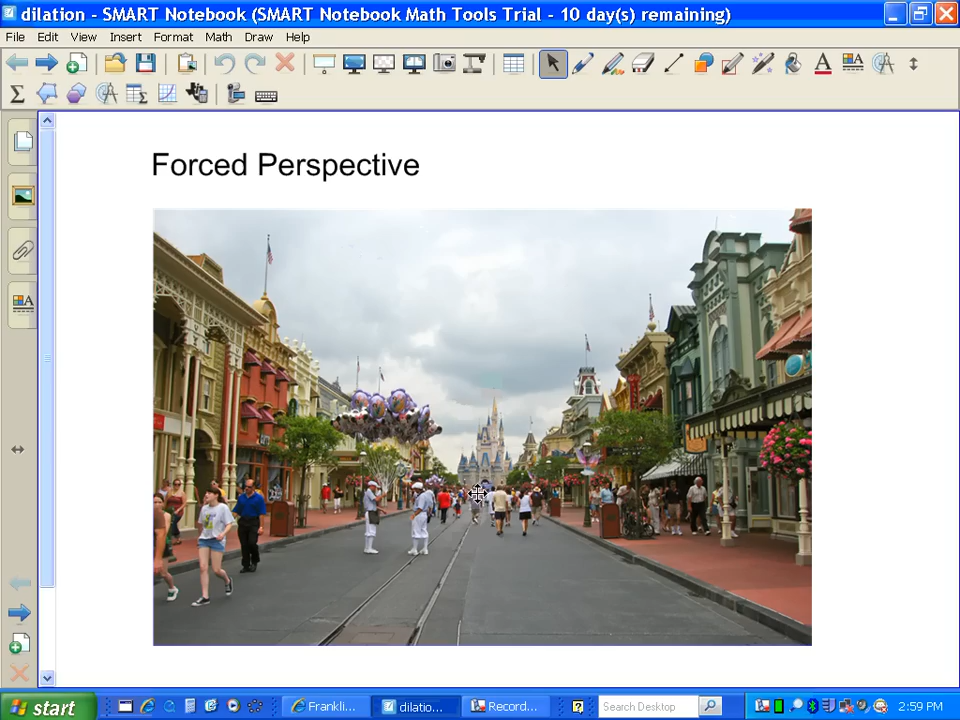 dilation - SMART Notebook (SMART Notebook Math Tools Trial - 10 day(s) remaining)
File Edit View Insert Format Math Draw Help
Forced Perspective
start Frankli... dilatio... Record... Search Desktop 2:59 PM